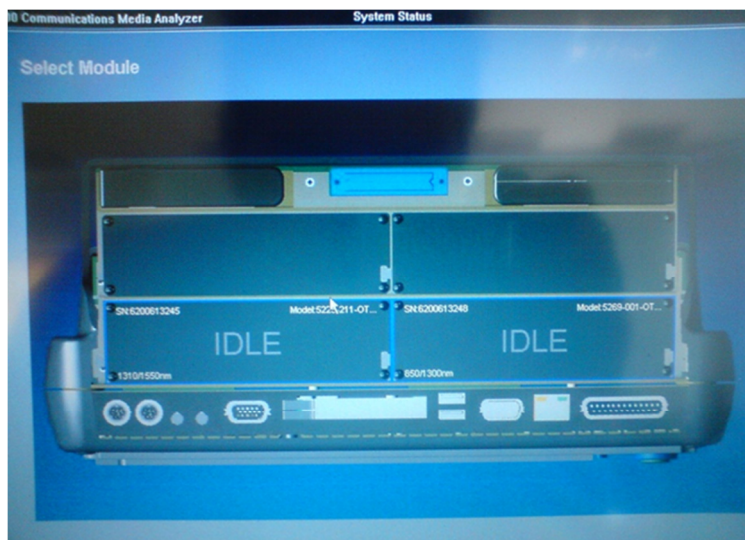 00 Communications Media Analyzer
System Status
Select Module
SN:6200613245
Model:5225,211-OT...
SN:6200613248
Model:5269-001-OT...
IDLE
IDLE
1310/1550nm
850/1300nm